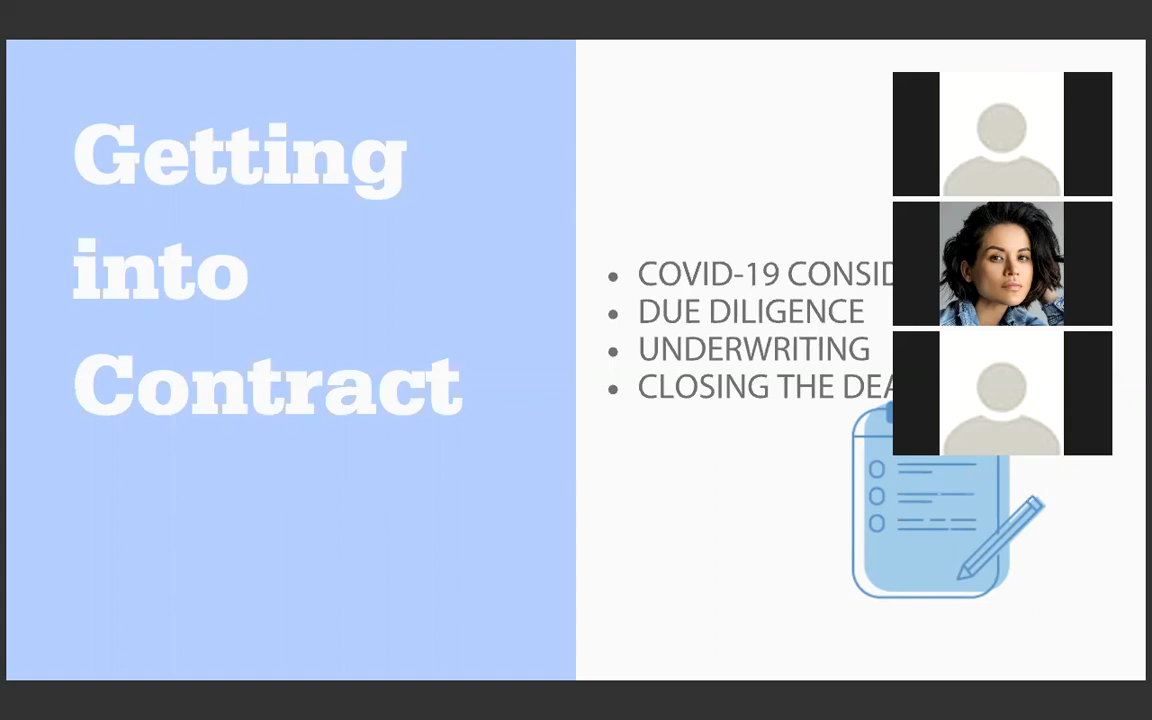 Getting
into
Contract
• COVID-19 CONSID
• DUE DILIGENCE
• UNDERWRITING
• CLOSING THE DEA